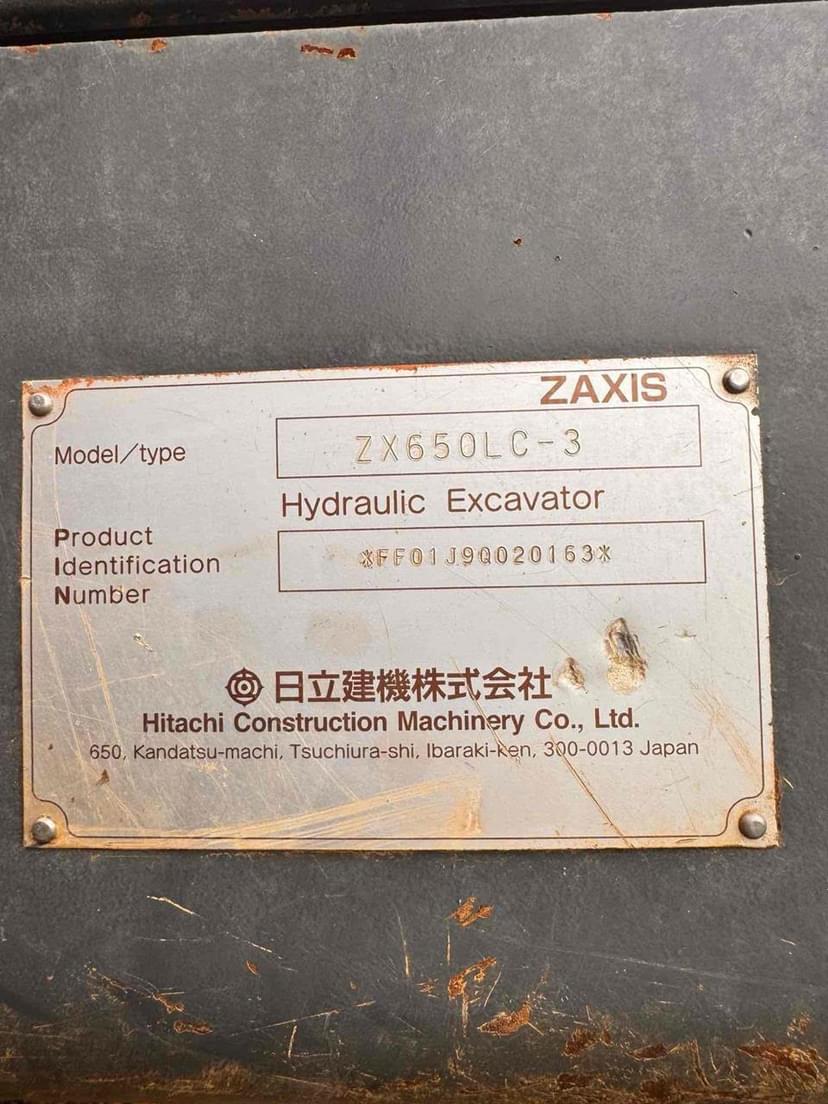 ZAXIS
Model/type ZX650LC-3
Hydraulic Excavator
Product
Identification
Number
*FF01J9Q020163*
日立建機株式会社
Hitachi Construction Machinery Co., Ltd.
650, Kandatsu-machi, Tsuchiura-shi, Ibaraki-ken, 300-0013 Japan